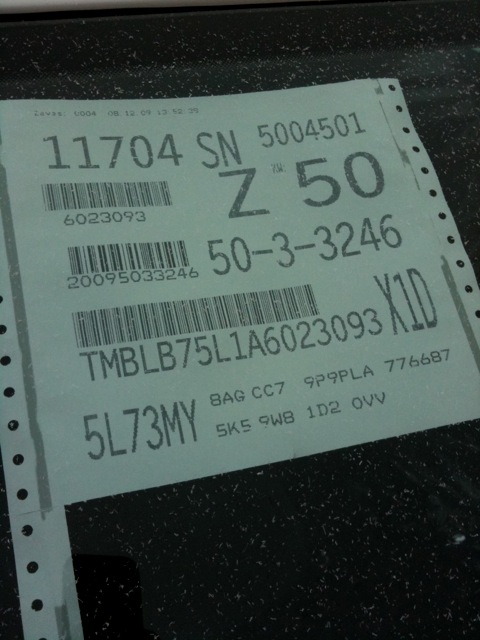 11704 SN 5004501
Z 50
6023093
50-3-3246
20095033246
TMBLB75L1A6023093 X1D
5L73MY 8AG CC7 9P9PLA 776687
5K5 9W8 1D2 0VV